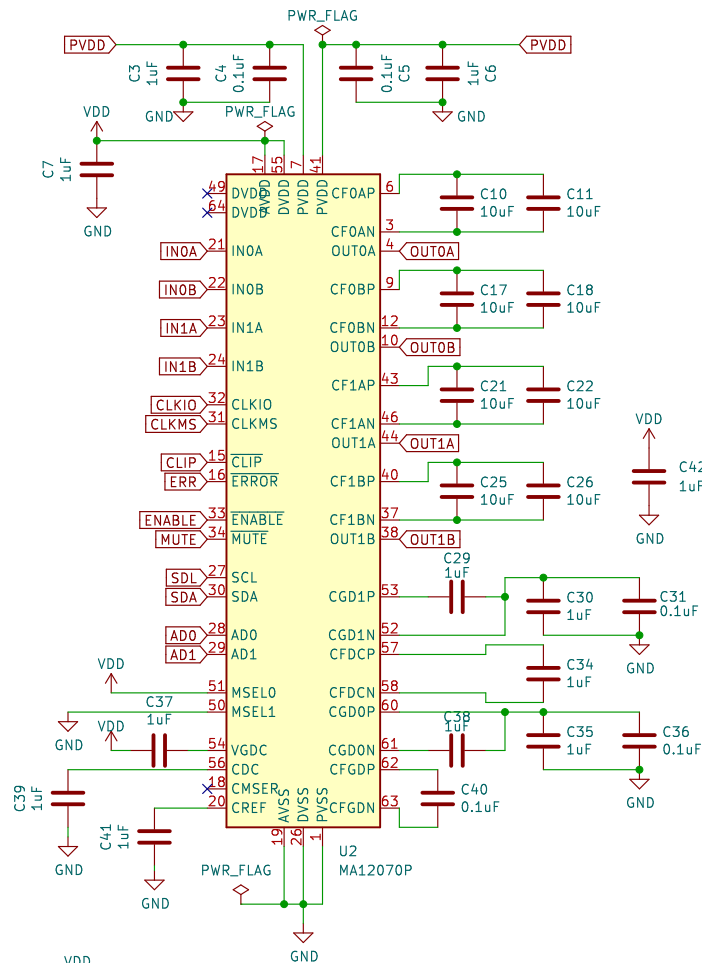 PWR_FLAG
PVDD
PVDD
C3
1uF
C4
0.1uF
0.1uF
C5
1uF
C6
GND
GND
VDD
PWR_FLAG
C7
1uF
GND
17
55
7
41
AVDD
DVDD
PVDD
PVDD
49 DVDD
64 DVDD
IN0A 21 IN0A
IN0B 22 IN0B
IN1A 23 IN1A
IN1B 24 IN1B
CLKIO 32 CLKIO
CLKMS 31 CLKMS
CLIP 15 CLIP
ERR 16 ERROR
ENABLE 33 ENABLE
MUTE 34 MUTE
SDL 27 SCL
SDA 30 SDA
AD0 28 AD0
AD1 29 AD1
VDD
51 MSEL0
50 MSEL1
GND
VDD
C37
1uF
54 VGDC
56 CDC
18 CMSER
20 CREF
C39
1uF
GND
C41
1uF
GND
CF0AP 6
C10
10uF
C11
10uF
CF0AN 3
OUT0A 4 OUT0A
CF0BP 9
C17
10uF
C18
10uF
CF0BN 12
OUT0B 10 OUT0B
CF1AP 43
C21
10uF
C22
10uF
CF1AN 46
OUT1A 44 OUT1A
CF1BP 40
C25
10uF
C26
10uF
CF1BN 37
OUT1B 38 OUT1B
VDD
C42
1uF
GND
C29
1uF
CGD1P 53
C30
1uF
C31
0.1uF
CGD1N 52
GND
CFDCP 57
C34
1uF
CFDCN 58
CGD0P 60
C38
1uF
C35
1uF
C36
0.1uF
CGD0N 61
GND
CFGDP 62
C40
0.1uF
CFGDN 63
AVSS
DVSS
PVSS
19
26
1
U2
MA12070P
PWR_FLAG
GND
VDD